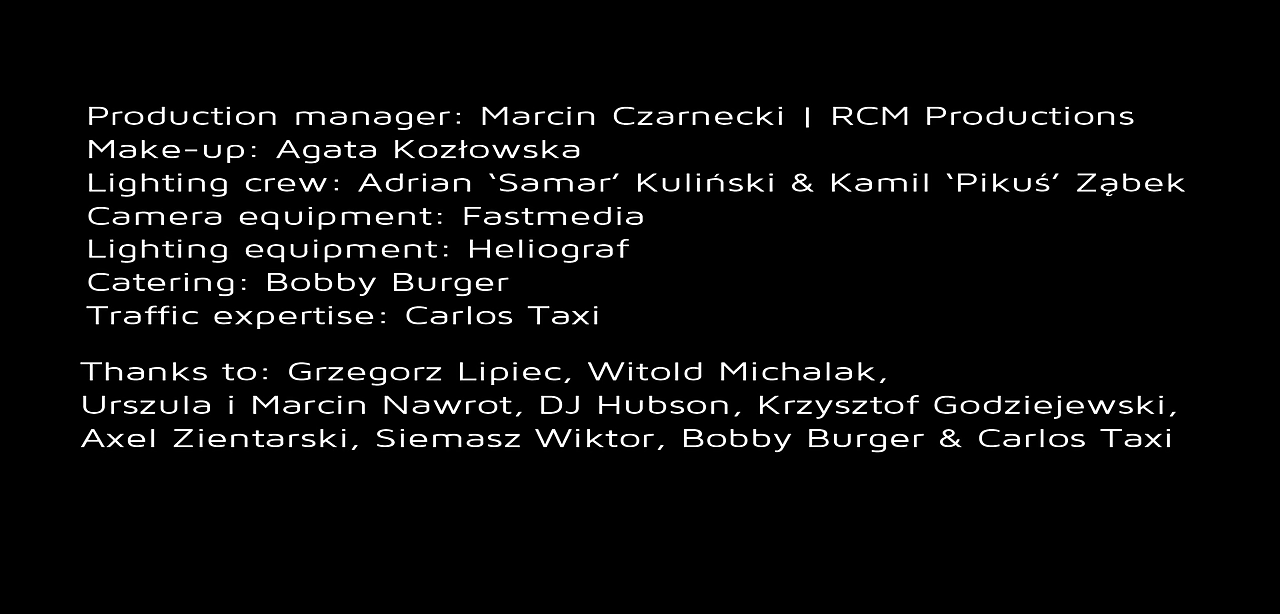 Production manager: Marcin Czarnecki | RCM Productions
Make-up: Agata Kozłowska
Lighting crew: Adrian ‘Samar’ Kuliński & Kamil ‘Pikuś’ Ząbek
Camera equipment: Fastmedia
Lighting equipment: Heliograf
Catering: Bobby Burger
Traffic expertise: Carlos Taxi
Thanks to: Grzegorz Lipiec, Witold Michalak,
Urszula i Marcin Nawrot, DJ Hubson, Krzysztof Godziejewski,
Axel Zientarski, Siemasz Wiktor, Bobby Burger & Carlos Taxi